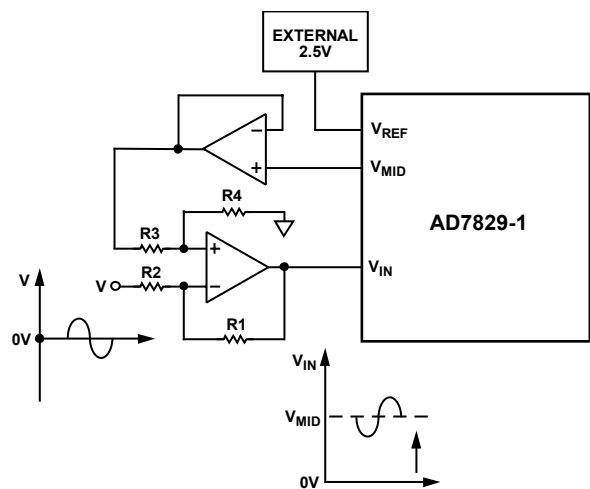 EXTERNAL
2.5V
VREF
VMID
AD7829-1
VIN
−
+
R4
R3
+
V
R2
−
R1
V
0V
VIN
VMID
0V